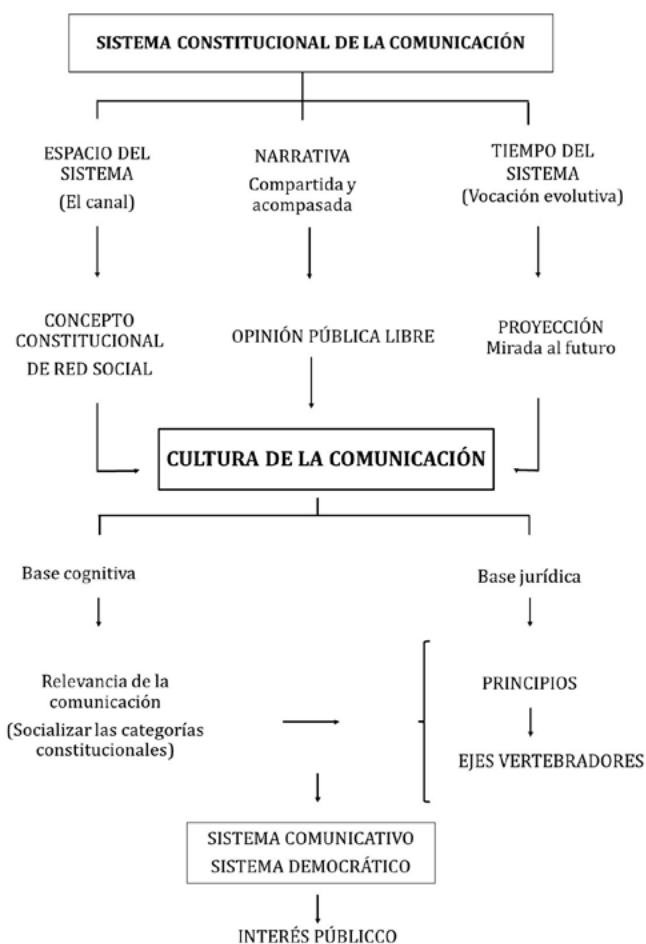 SISTEMA CONSTITUCIONAL DE LA COMUNICACIÓN
ESPACIO DEL
SISTEMA
(El canal)
NARRATIVA
Compartida y
acompasada
TIEMPO DEL
SISTEMA
(Vocación evolutiva)
CONCEPTO
CONSTITUCIONAL
DE RED SOCIAL
OPINIÓN PÚBLICA LIBRE
PROYECCIÓN
Mirada al futuro
CULTURA DE LA COMUNICACIÓN
Base cognitiva
Base jurídica
Relevancia de la
comunicación
(Socializar las categorías
constitucionales)
PRINCIPIOS
EJES VERTEBRADORES
SISTEMA COMUNICATIVO
SISTEMA DEMOCRÁTICO
INTERÉS PÚBLICCO